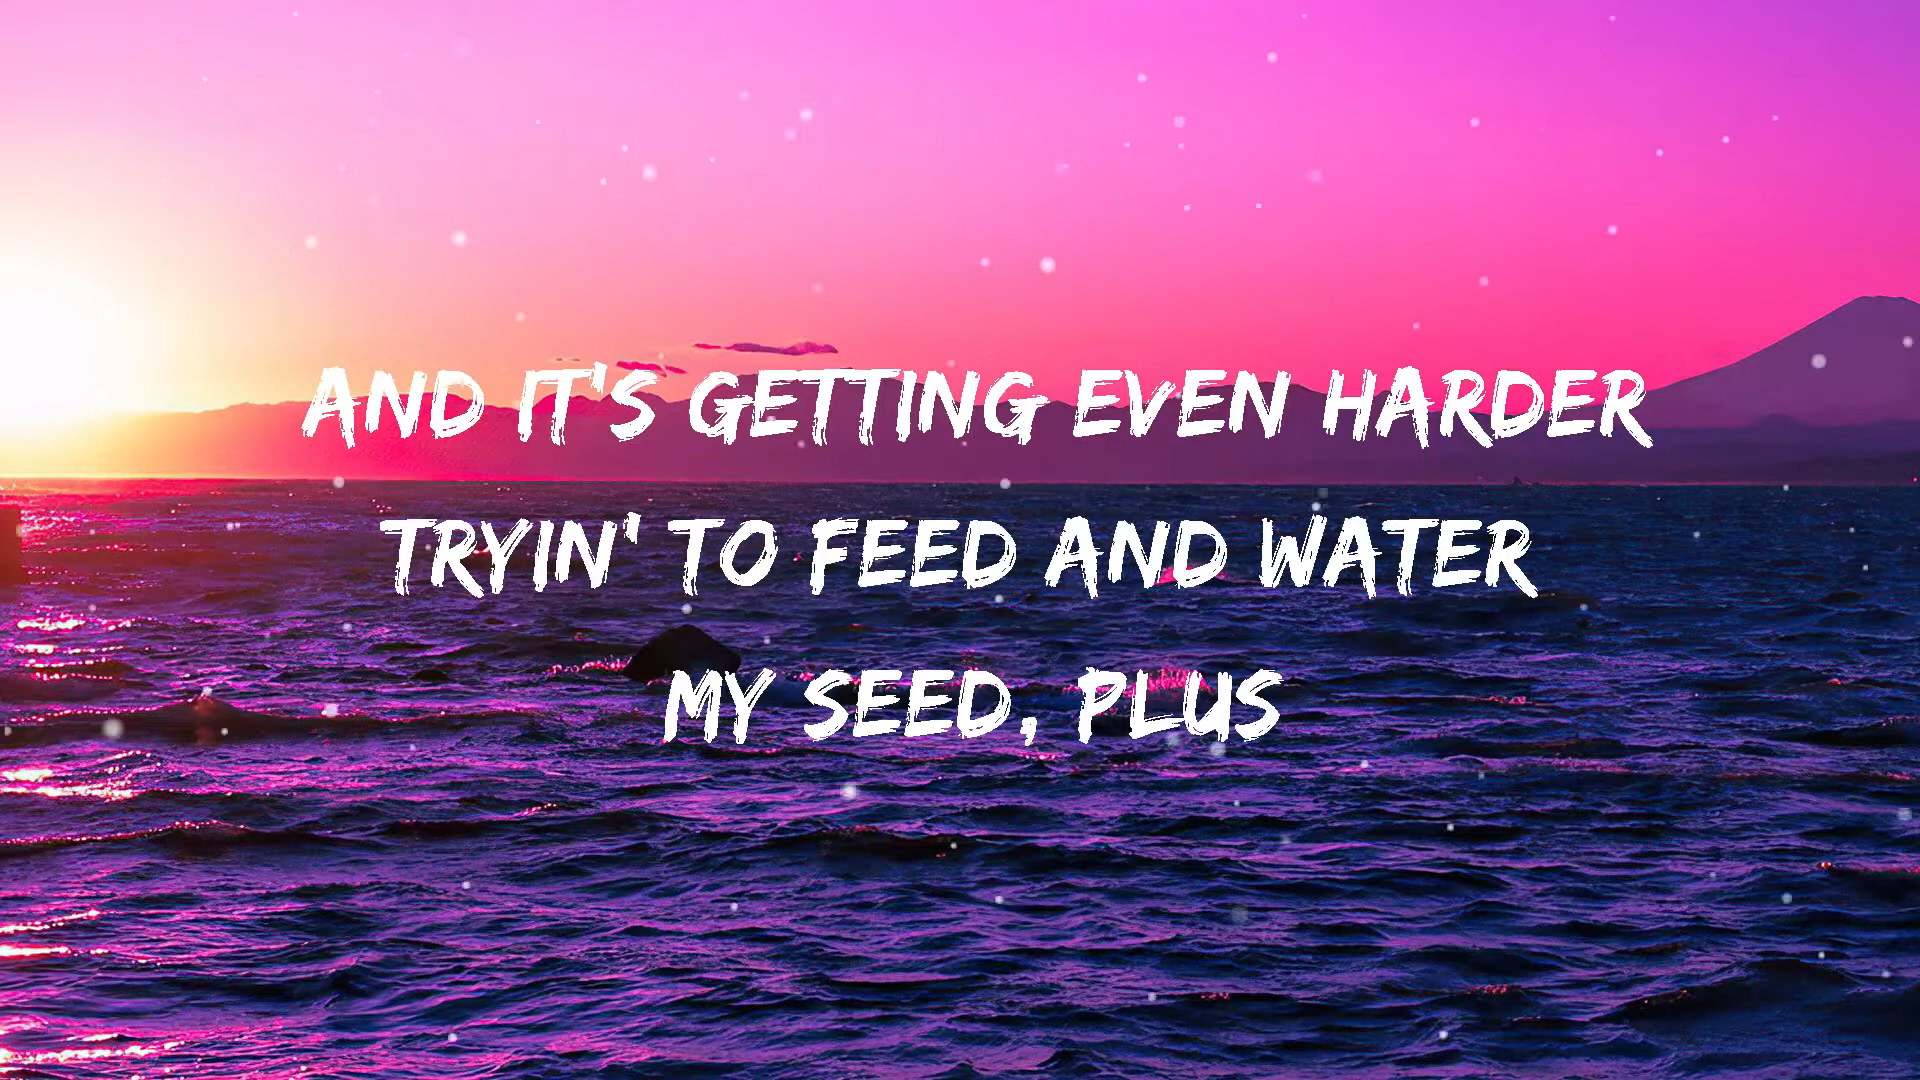 AND IT'S GETTING EVEN HARDER
TRYIN' TO FEED AND WATER
MY SEED, PLUS